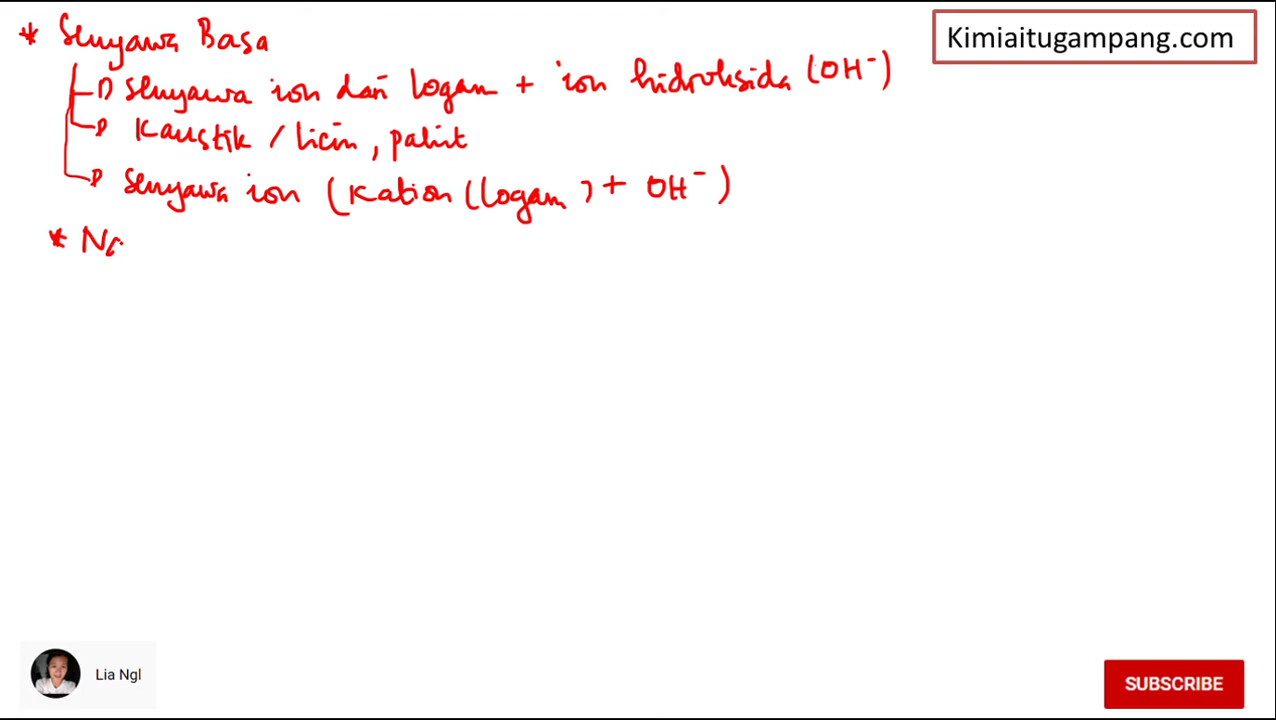 Kimiaitugampang.com
* Senyawa Basa
senyawa ion dari logam + ion hidroksida (OH⁻)
Kaustik / licin, pahit
Senyawa ion (Kation (logam) + OH⁻)
*
Lia Ngl
SUBSCRIBE